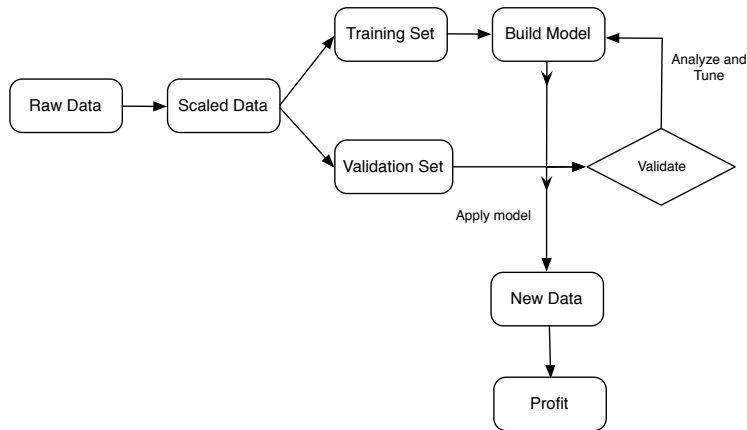 Training Set
Build Model
Analyze and
Tune
Raw Data
Scaled Data
Validation Set
Validate
Apply model
New Data
Profit